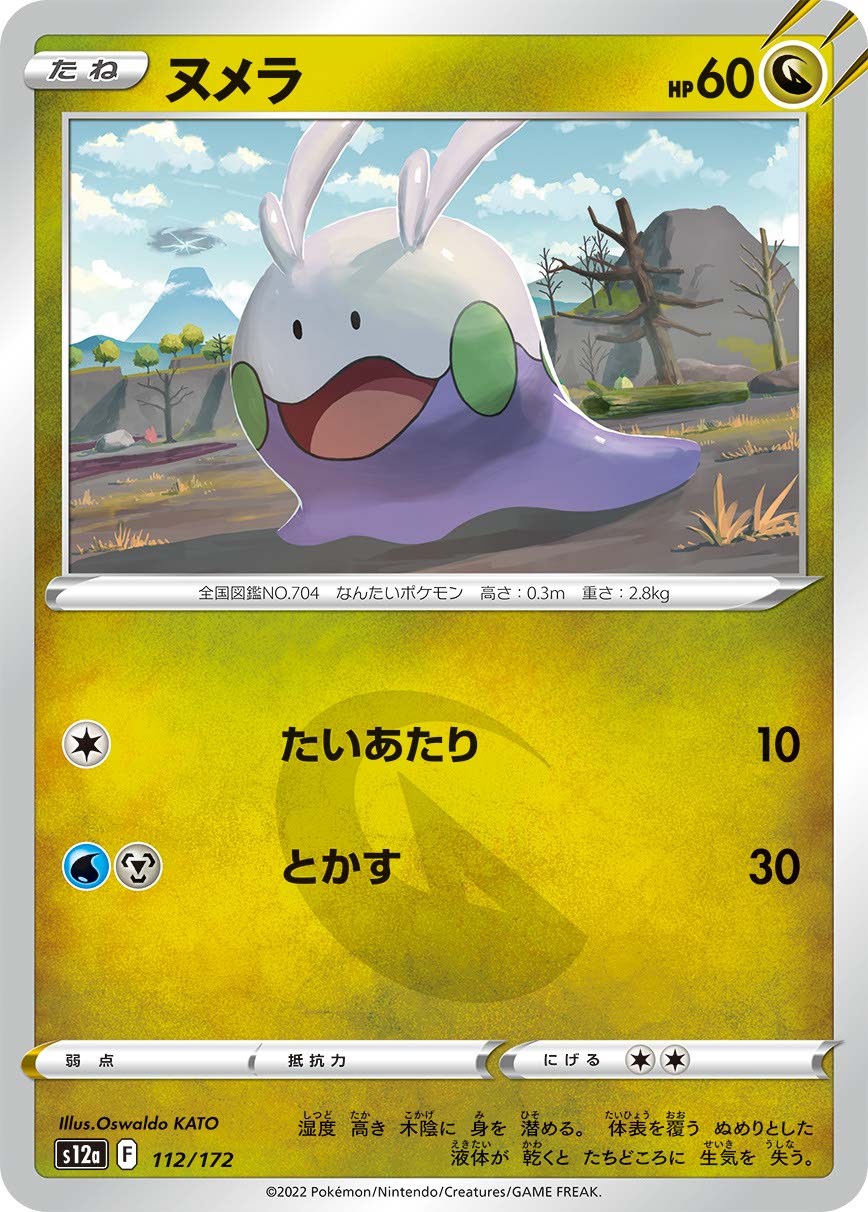 たね ヌメラ HP60
全国図鑑NO.704 なんたいポケモン 高さ:0.3m 重さ:2.8kg
たいあたり 10
とかす 30
弱点 抵抗力 にげる
Illus.Oswaldo KATO
湿度 高き 木陰に 身を 潜める。 体表を覆う ぬめりとした
液体が 乾くと たちどころに 生気を 失う。
s12a F 112/172
©2022 Pokémon/Nintendo/Creatures/GAME FREAK.